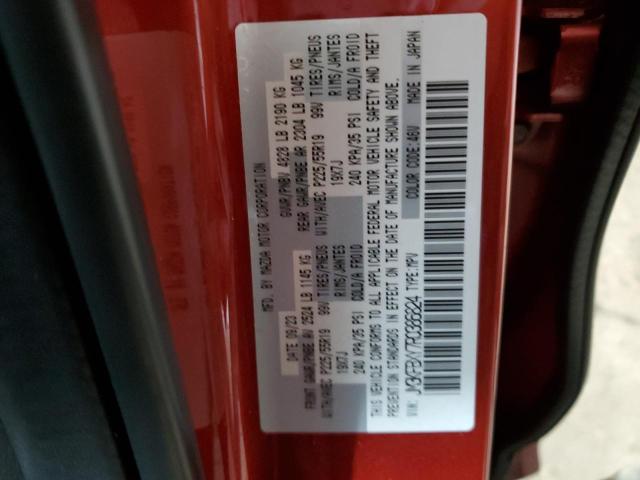 MFD. BY MAZDA MOTOR CORPORATION
DATE 09/23 GVWR/PNBV 4828 LB 2190 KG
FRONT GAWR/PNBE AV 2524 LB 1145 KG REAR GAWR/PNBE AR 2304 LB 1045 KG
WITH/AVEC P225/55R19 99V TIRES/PNEUS WITH/AVEC P225/55R19 99V TIRES/PNEUS
19X7J RIMS/JANTES 19X7J RIMS/JANTES
240 KPA/35 PSI COLD/A FROID 240 KPA/35 PSI COLD/A FROID
THIS VEHICLE CONFORMS TO ALL APPLICABLE FEDERAL MOTOR VEHICLE SAFETY AND THEFT
PREVENTION STANDARDS IN EFFECT ON THE DATE OF MANUFACTURE SHOWN ABOVE.
VIN: TYPE:MPV COLOR CODE:46V MADE IN JAPAN